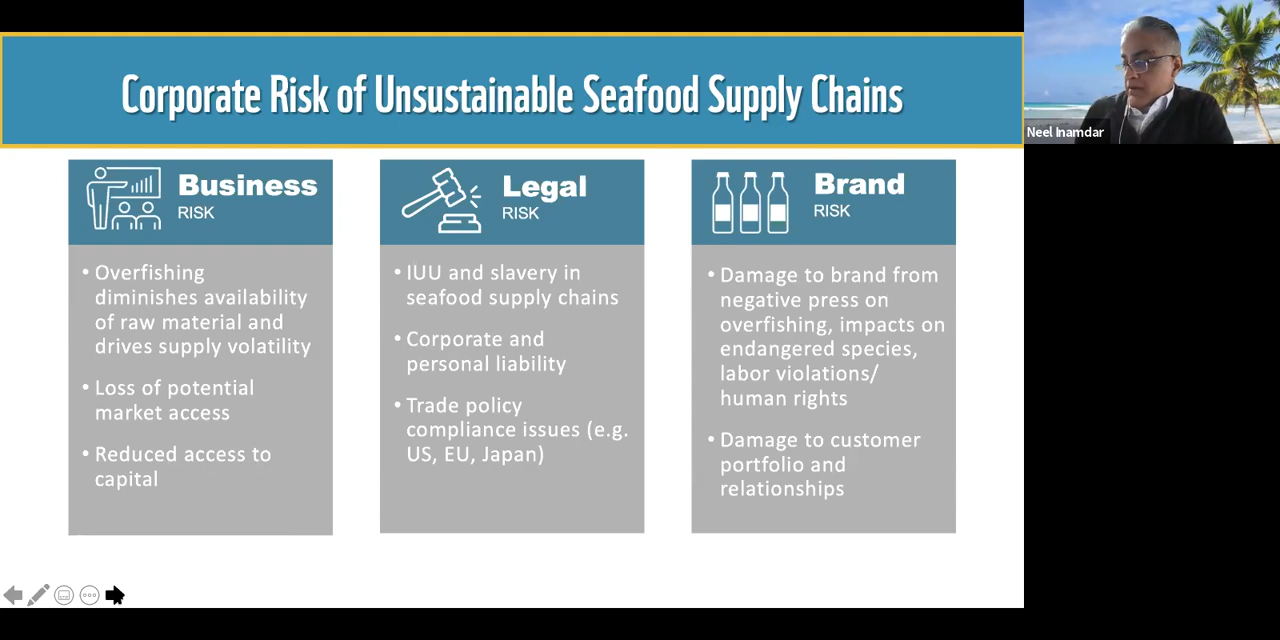 Corporate Risk of Unsustainable Seafood Supply Chains
Neel Inamdar
Business
RISK
• Overfishing
diminishes availability
of raw material and
drives supply volatility
• Loss of potential
market access
• Reduced access to
capital
Legal
RISK
• IUU and slavery in
seafood supply chains
• Corporate and
personal liability
• Trade policy
compliance issues (e.g.
US, EU, Japan)
Brand
RISK
• Damage to brand from
negative press on
overfishing, impacts on
endangered species,
labor violations/
human rights
• Damage to customer
portfolio and
relationships